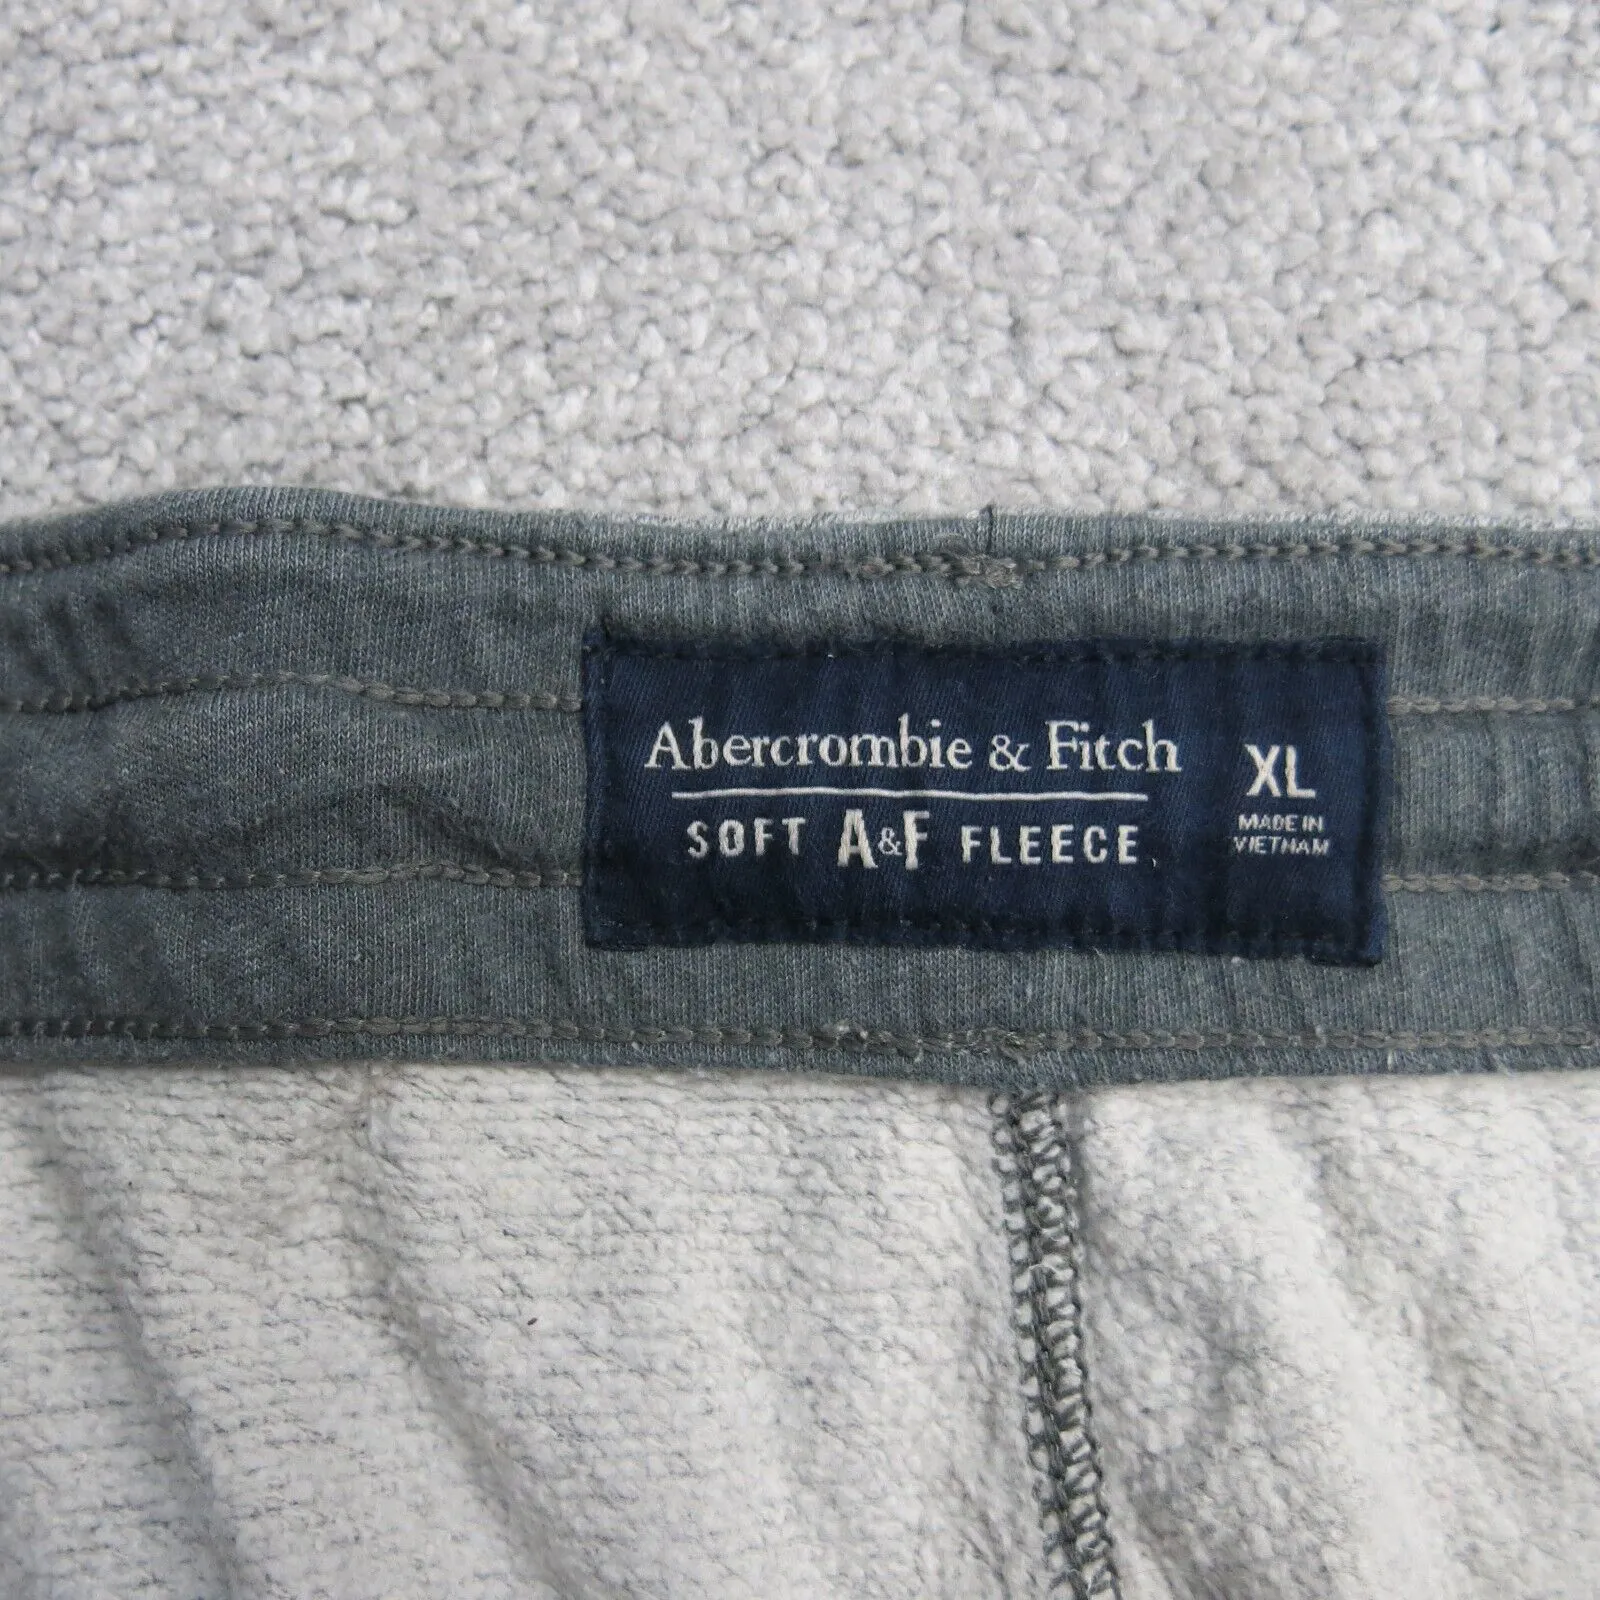 Abercrombie & Fitch
SOFT A&F FLEECE
XL
MADE IN
VIETNAM